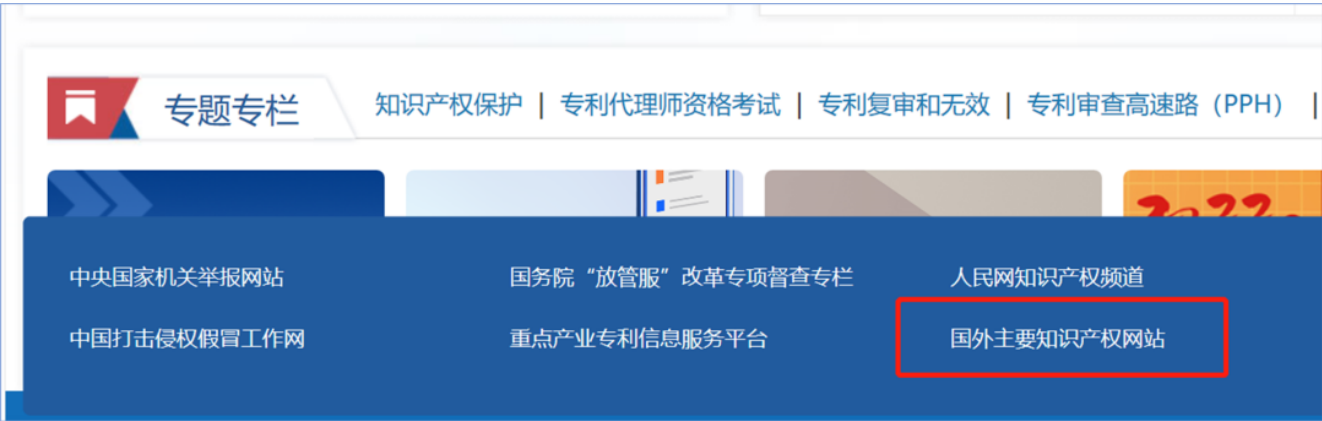 专题专栏 知识产权保护 | 专利代理师资格考试 | 专利复审和无效 | 专利审查高速路（PPH） |
中央国家机关举报网站 国务院“放管服”改革专项督查专栏 人民网知识产权频道
中国打击侵权假冒工作网 重点产业专利信息服务平台 国外主要知识产权网站